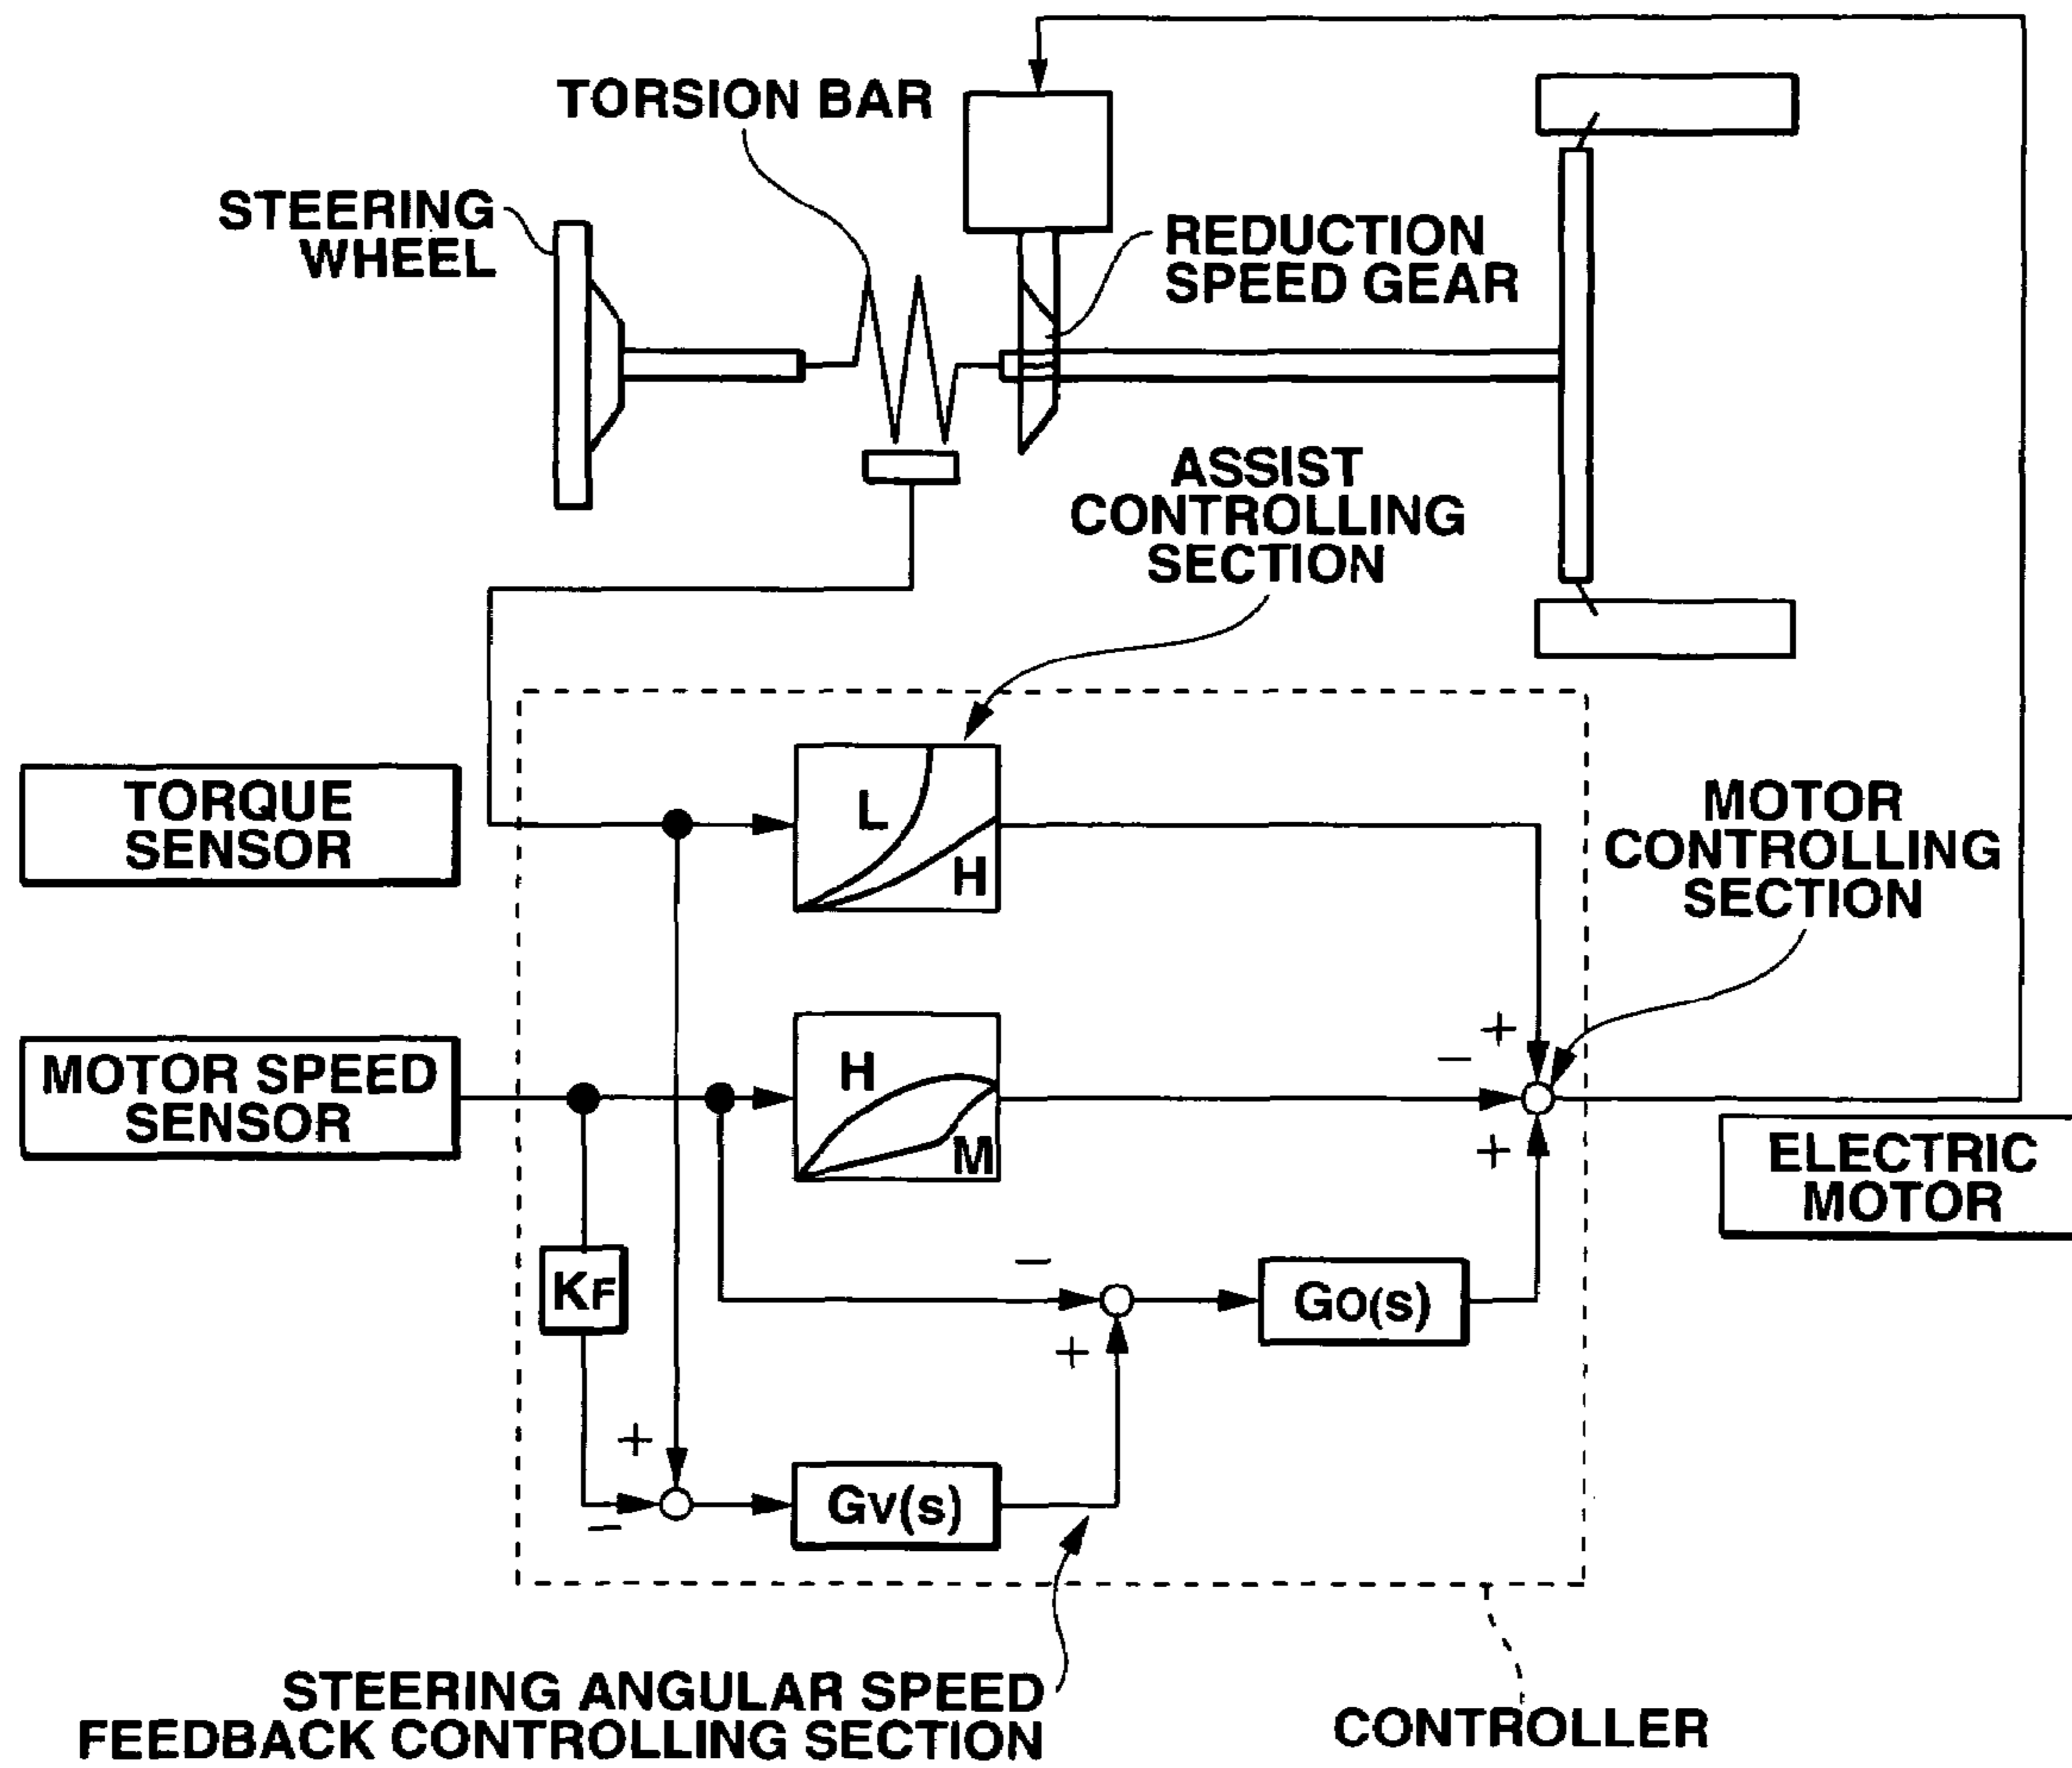 TORSION BAR
STEERING
WHEEL
REDUCTION
SPEED GEAR
ASSIST
CONTROLLING
SECTION
TORQUE
SENSOR
L
H
MOTOR
CONTROLLING
SECTION
+
−
MOTOR SPEED
SENSOR
H
M
+
ELECTRIC
MOTOR
KF
−
GO(s)
+
+
GV(s)
−
STEERING ANGULAR SPEED
FEEDBACK CONTROLLING SECTION
CONTROLLER